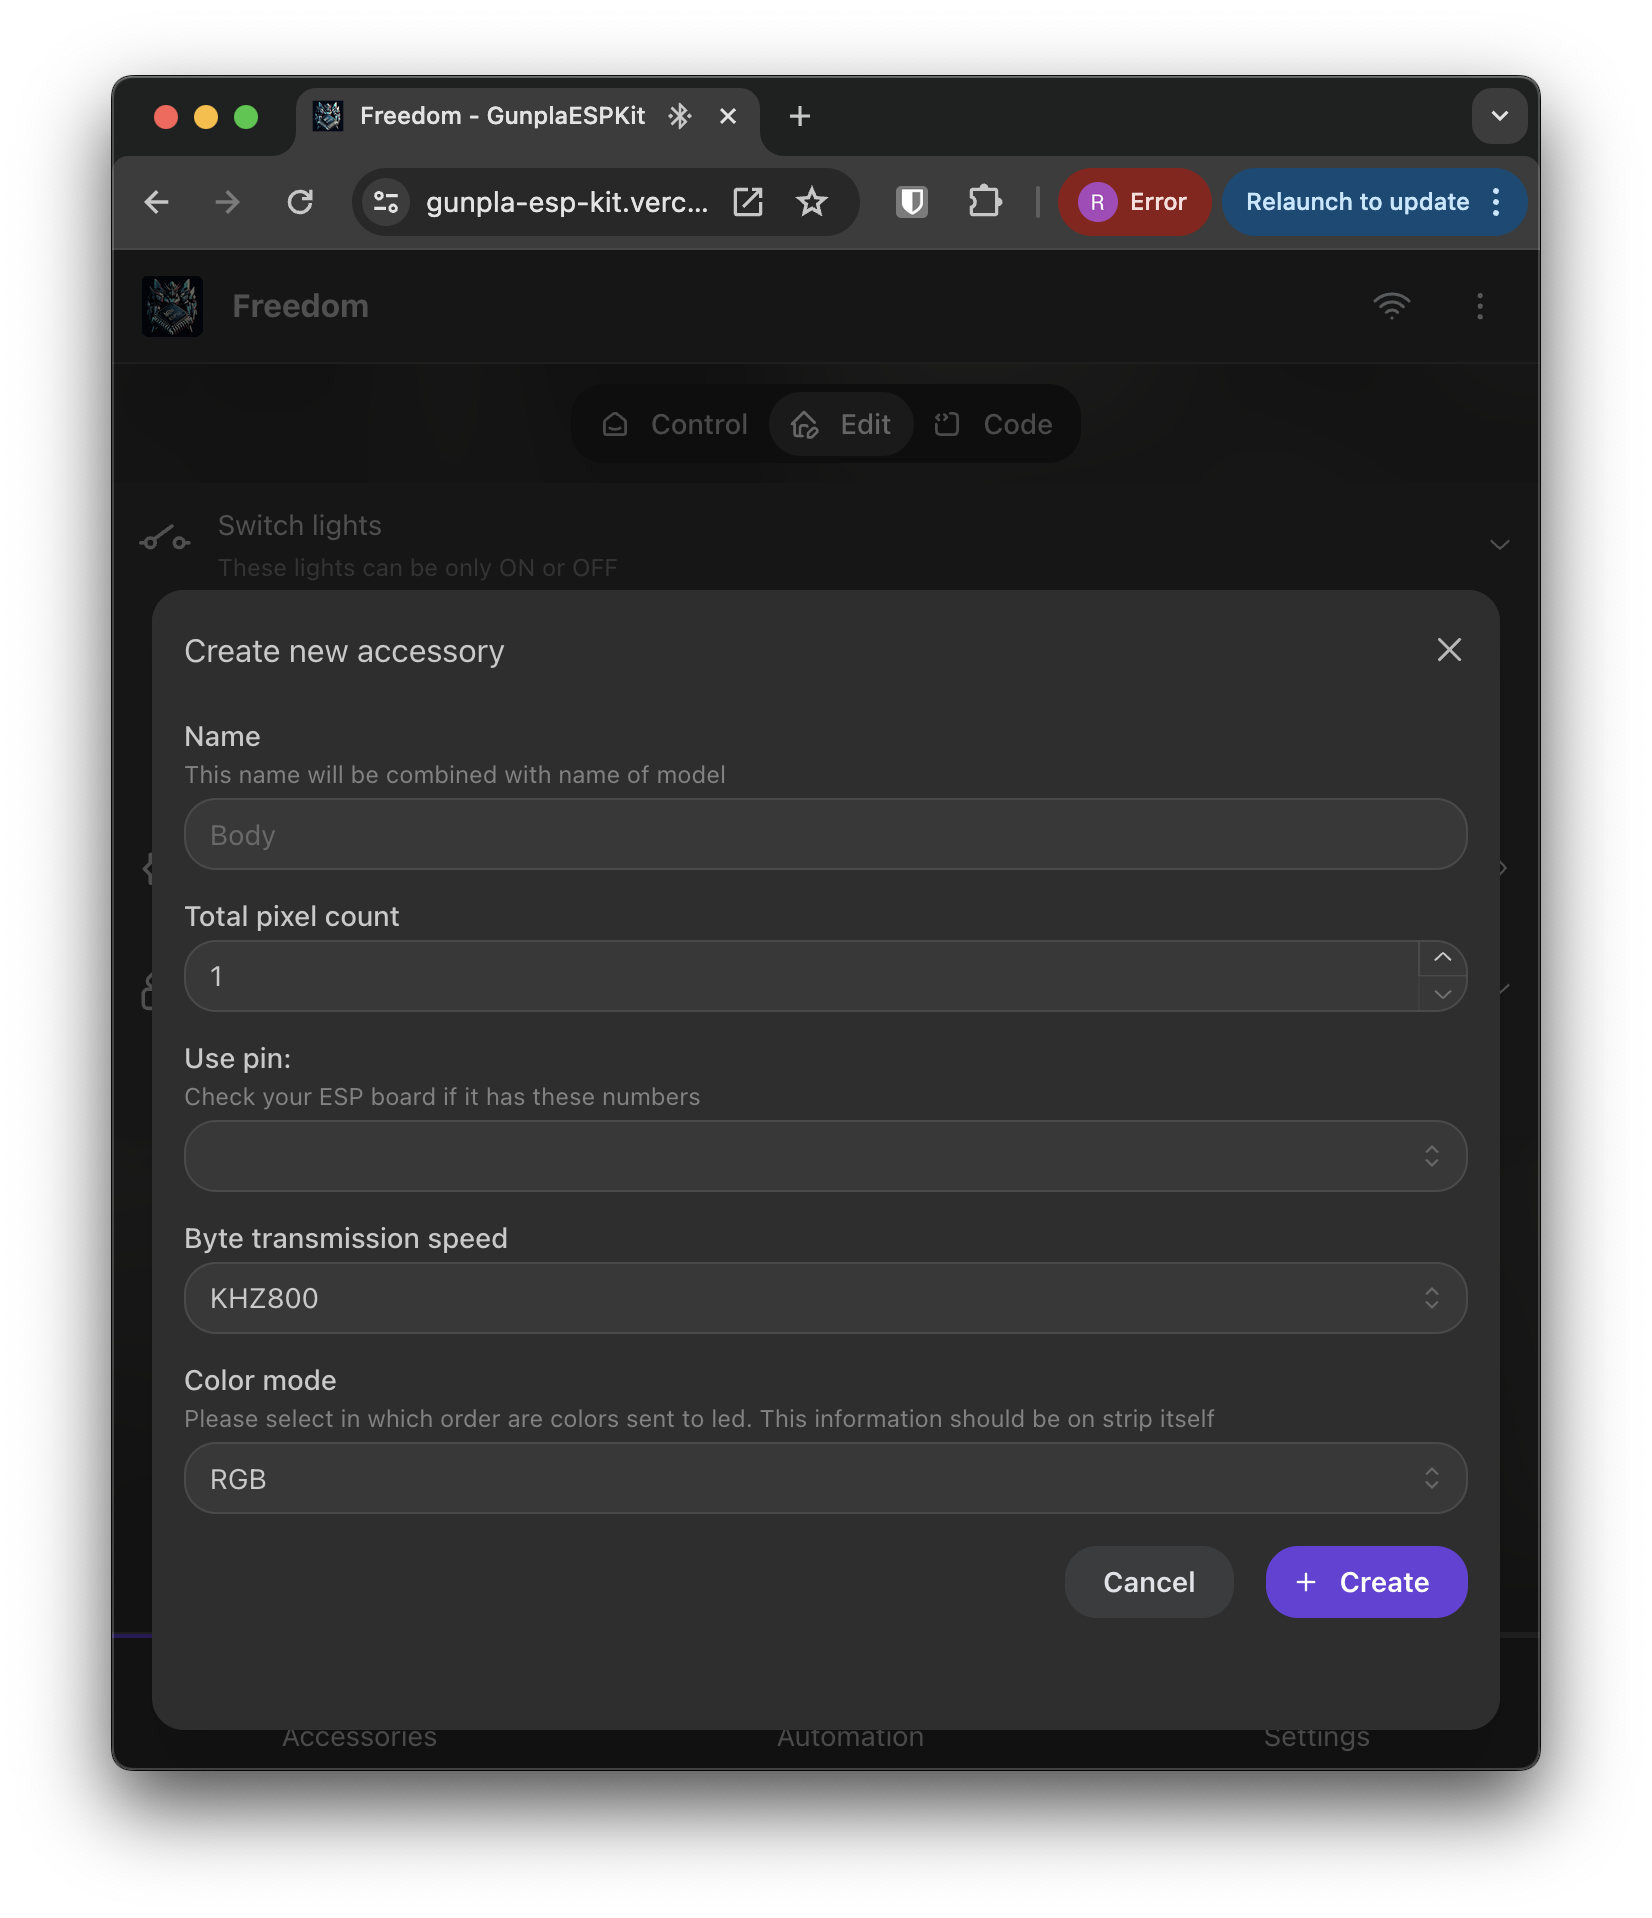 Freedom - GunplaESPKit
gunpla-esp-kit.verc...
R
Error
Relaunch to update
Freedom
Control
Edit
Code
Switch lights
These lights can be only ON or OFF
Create new accessory
Name
This name will be combined with name of model
Body
Total pixel count
1
Use pin:
Check your ESP board if it has these numbers
Byte transmission speed
KHZ800
Color mode
Please select in which order are colors sent to led. This information should be on strip itself
RGB
Cancel
Create
Accessories
Automation
Settings